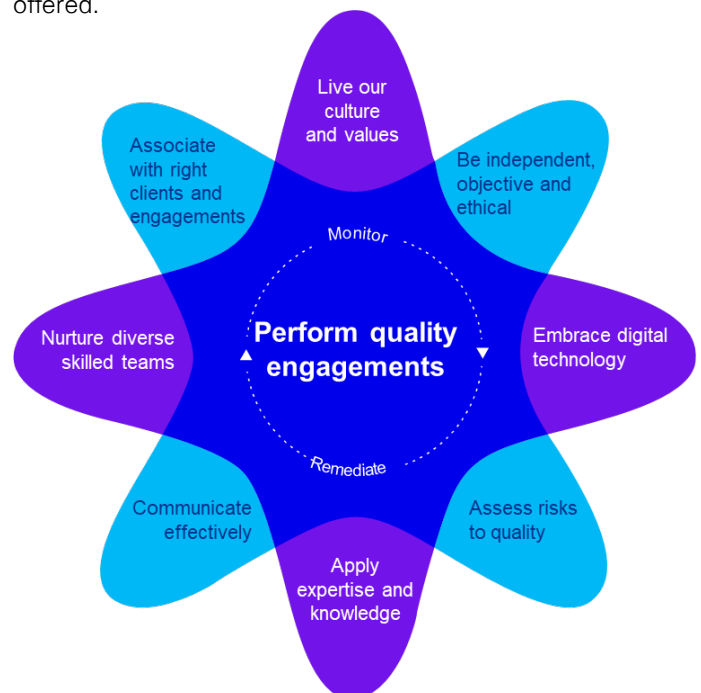 offered.
Live our
culture
and values
Associate
with right
clients and
engagements
Be independent,
objective and
ethical
Monitor
Nurture diverse
skilled teams
Perform quality
engagements
Embrace digital
technology
Remediate
Communicate
effectively
Assess risks
to quality
Apply
expertise and
knowledge